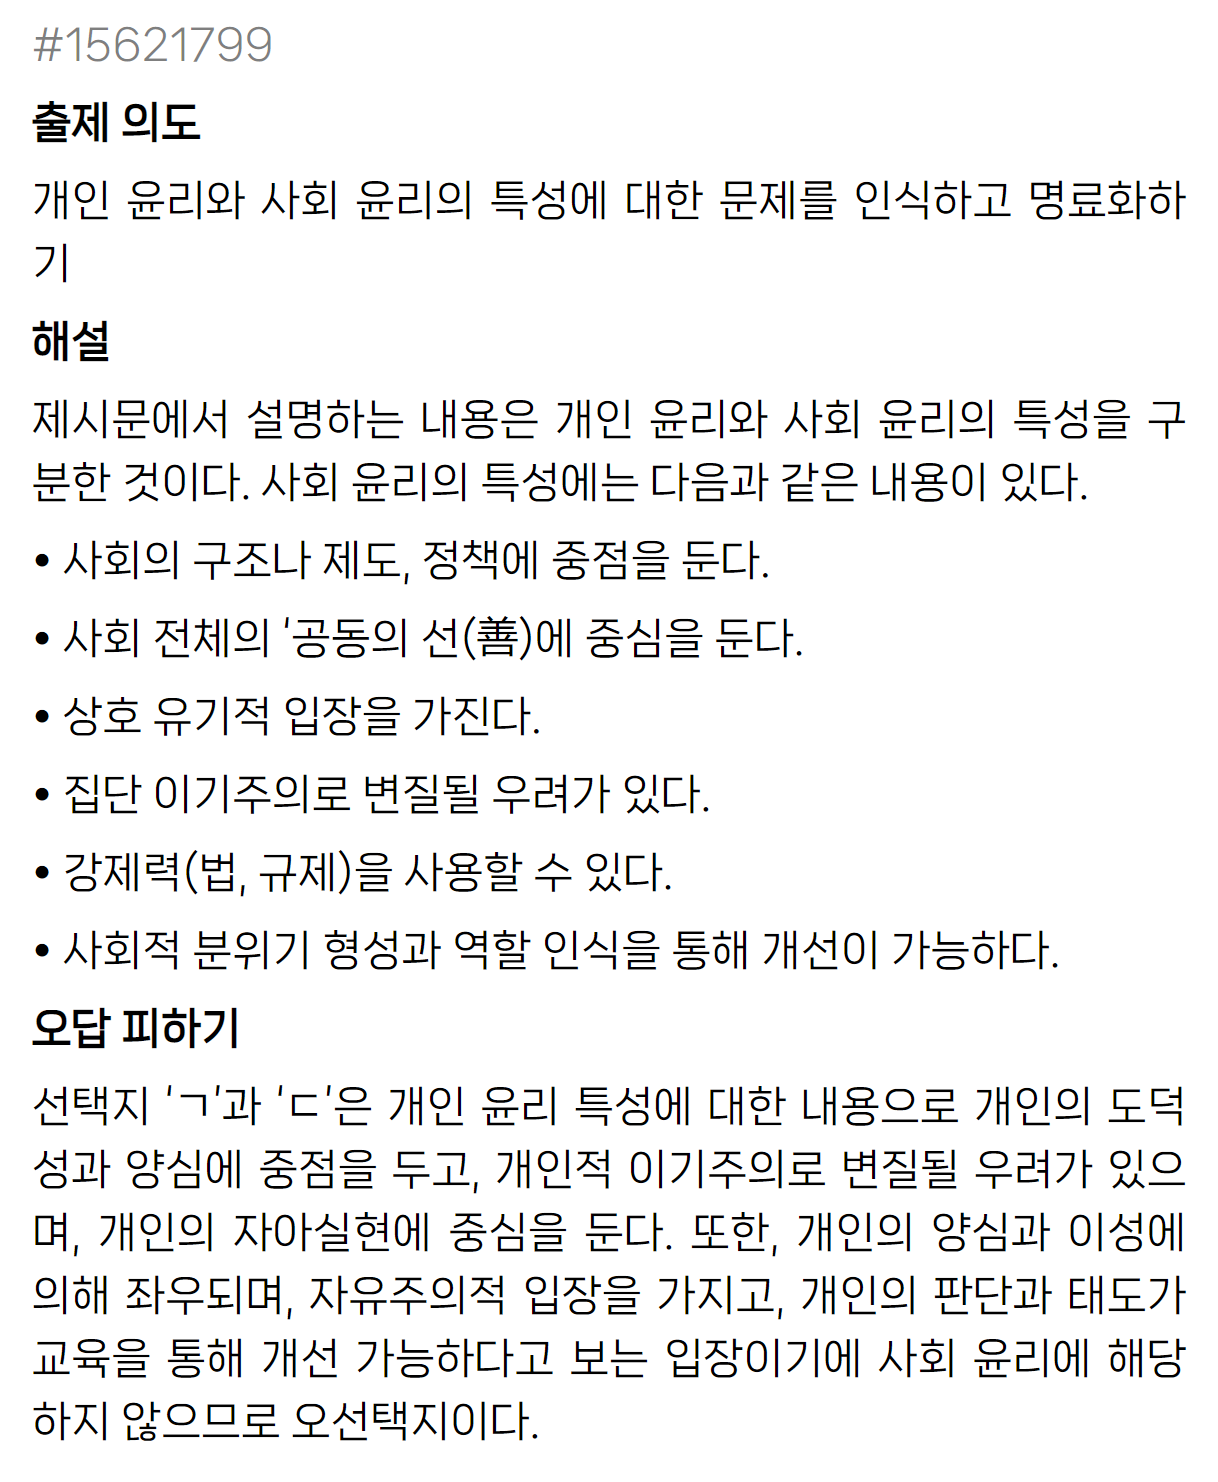 #15621799
출제 의도
개인 윤리와 사회 윤리의 특성에 대한 문제를 인식하고 명료화하
기
해설
제시문에서 설명하는 내용은 개인 윤리와 사회 윤리의 특성을 구
분한 것이다. 사회 윤리의 특성에는 다음과 같은 내용이 있다.
• 사회의 구조나 제도, 정책에 중점을 둔다.
• 사회 전체의 '공동의 선(善)에 중심을 둔다.
• 상호 유기적 입장을 가진다.
• 집단 이기주의로 변질될 우려가 있다.
• 강제력(법, 규제)을 사용할 수 있다.
• 사회적 분위기 형성과 역할 인식을 통해 개선이 가능하다.
오답 피하기
선택지 'ㄱ'과 'ㄷ'은 개인 윤리 특성에 대한 내용으로 개인의 도덕
성과 양심에 중점을 두고, 개인적 이기주의로 변질될 우려가 있으
며, 개인의 자아실현에 중심을 둔다. 또한, 개인의 양심과 이성에
의해 좌우되며, 자유주의적 입장을 가지고, 개인의 판단과 태도가
교육을 통해 개선 가능하다고 보는 입장이기에 사회 윤리에 해당
하지 않으므로 오선택지이다.